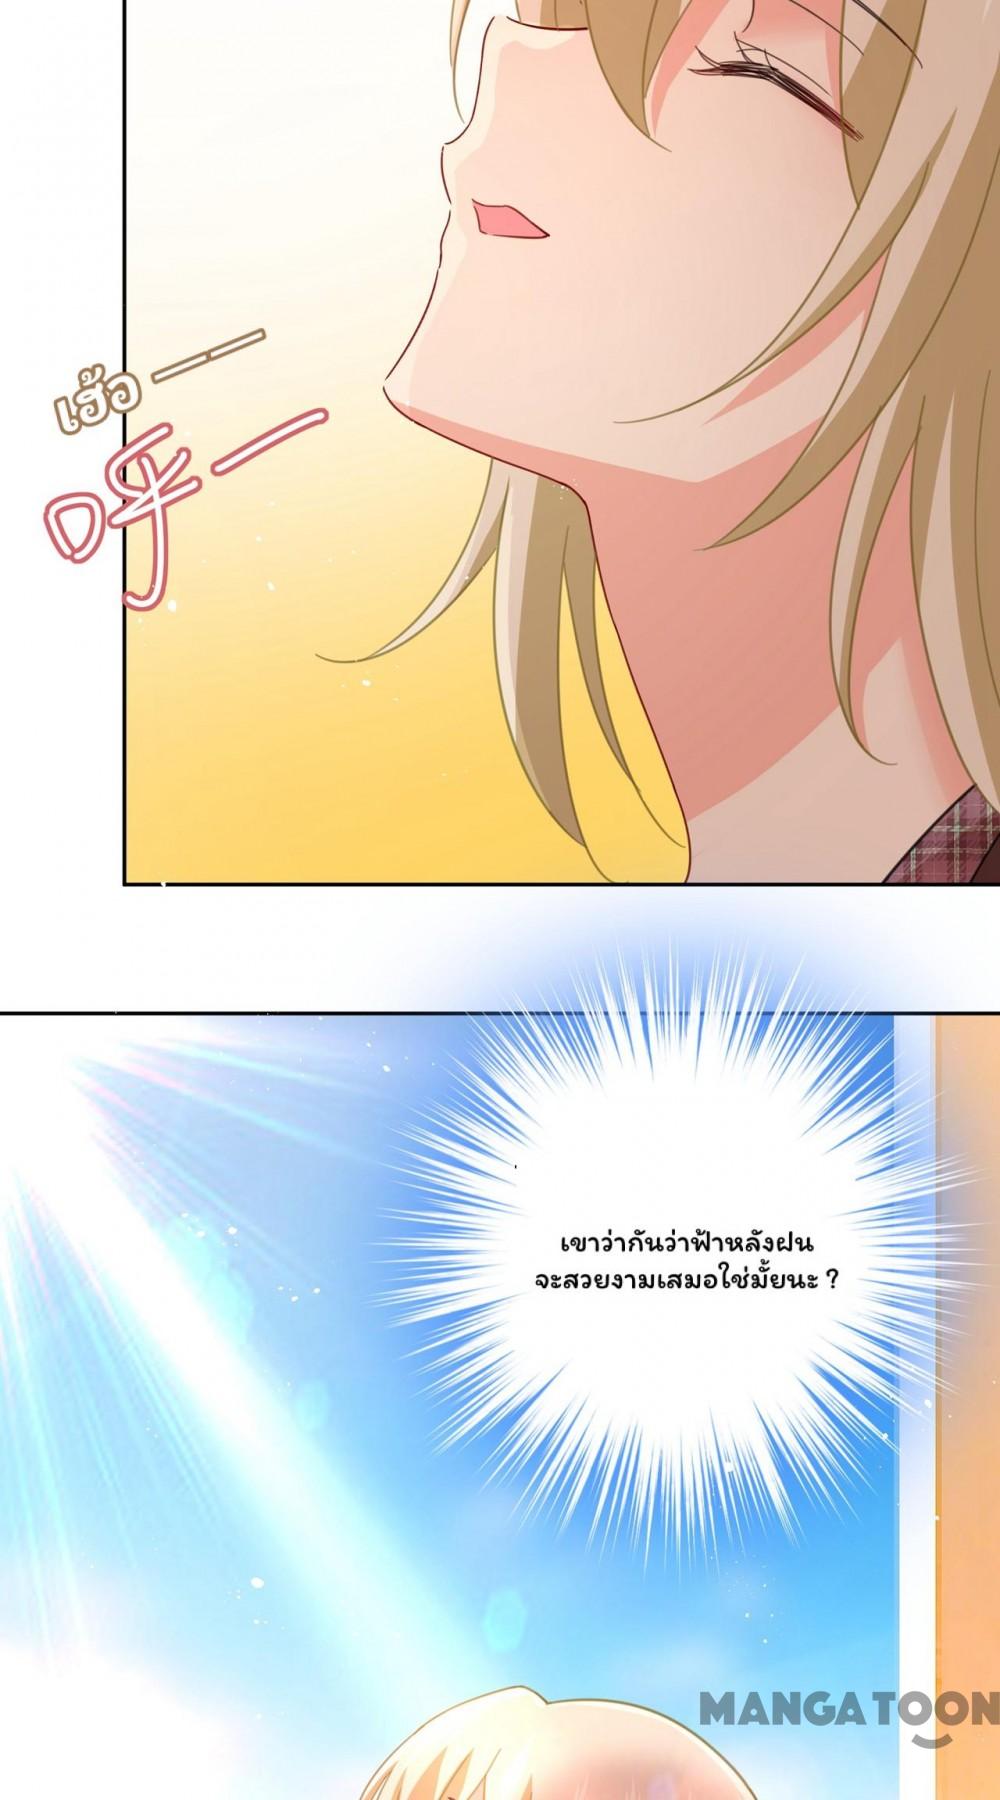 เฮ้อ ——
呼—
เขาว่ากันว่าฟ้าหลังฝน
จะสวยงามเสมอใช่มั้ยนะ ?
MANGATOON